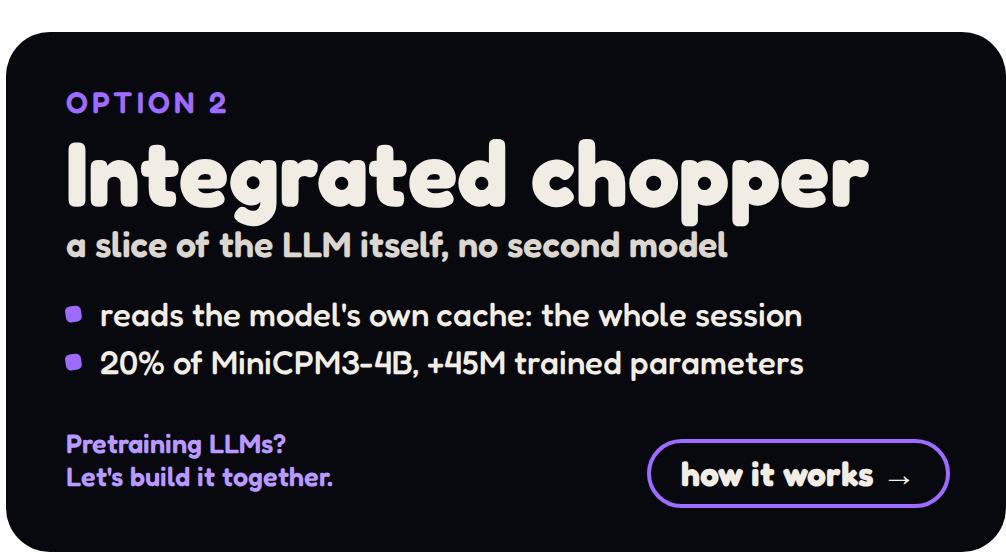 OPTION 2
Integrated chopper
a slice of the LLM itself, no second model
reads the model's own cache: the whole session
20% of MiniCPM3-4B, +45M trained parameters
Pretraining LLMs?
Let's build it together.
how it works →